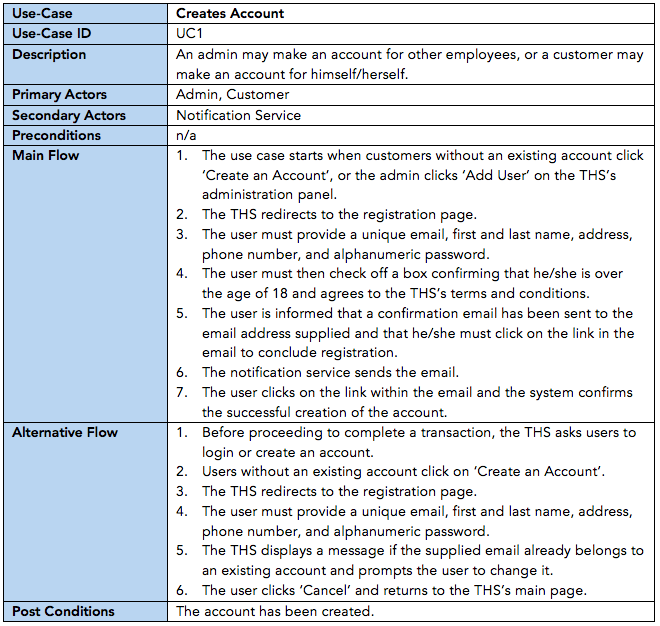 Use-Case Creates Account
Use-Case ID UC1
Description An admin may make an account for other employees, or a customer may
make an account for himself/herself.
Primary Actors Admin, Customer
Secondary Actors Notification Service
Preconditions n/a
Main Flow 1. The use case starts when customers without an existing account click
‘Create an Account’, or the admin clicks ‘Add User’ on the THS’s
administration panel.
2. The THS redirects to the registration page.
3. The user must provide a unique email, first and last name, address,
phone number, and alphanumeric password.
4. The user must then check off a box confirming that he/she is over
the age of 18 and agrees to the THS’s terms and conditions.
5. The user is informed that a confirmation email has been sent to the
email address supplied and that he/she must click on the link in the
email to conclude registration.
6. The notification service sends the email.
7. The user clicks on the link within the email and the system confirms
the successful creation of the account.
Alternative Flow 1. Before proceeding to complete a transaction, the THS asks users to
login or create an account.
2. Users without an existing account click on ‘Create an Account’.
3. The THS redirects to the registration page.
4. The user must provide a unique email, first and last name, address,
phone number, and alphanumeric password.
5. The THS displays a message if the supplied email already belongs to
an existing account and prompts the user to change it.
6. The user clicks ‘Cancel’ and returns to the THS’s main page.
Post Conditions The account has been created.